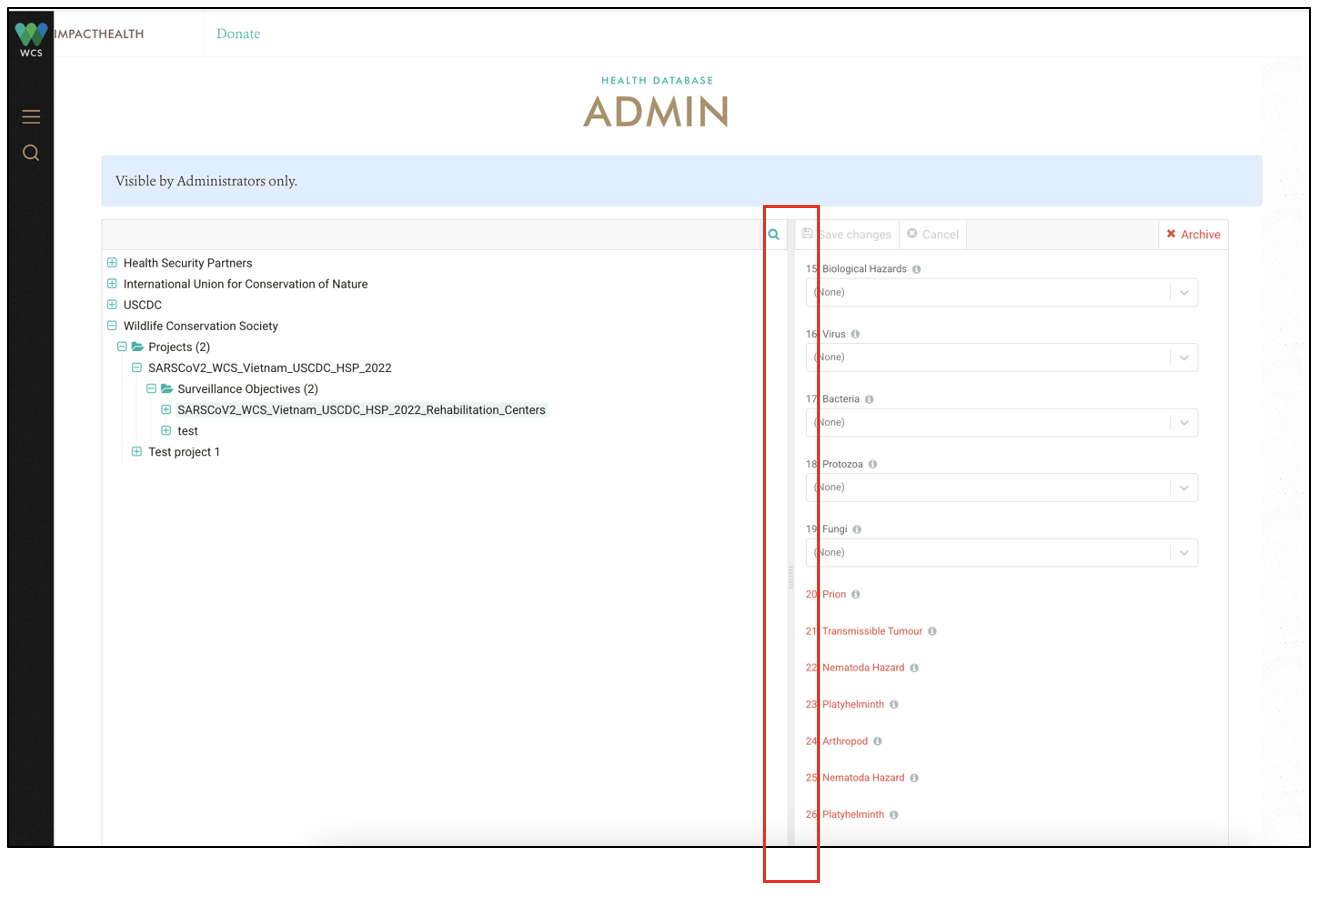 WCS
IMPACTHEALTH
Donate
HEALTH DATABASE
ADMIN
Visible by Administrators only.
Save changes
Cancel
Archive
Health Security Partners
International Union for Conservation of Nature
USCDC
Wildlife Conservation Society
Projects (2)
SARSCoV2_WCS_Vietnam_USCDC_HSP_2022
Surveillance Objectives (2)
SARSCoV2_WCS_Vietnam_USCDC_HSP_2022_Rehabilitation_Centers
test
Test project 1
15. Biological Hazards
(None)
16. Virus
(None)
17. Bacteria
(None)
18. Protozoa
(None)
19. Fungi
(None)
20. Prion
21. Transmissible Tumour
22. Nematoda Hazard
23. Platyhelminth
24. Arthropod
25. Nematoda Hazard
26. Platyhelminth